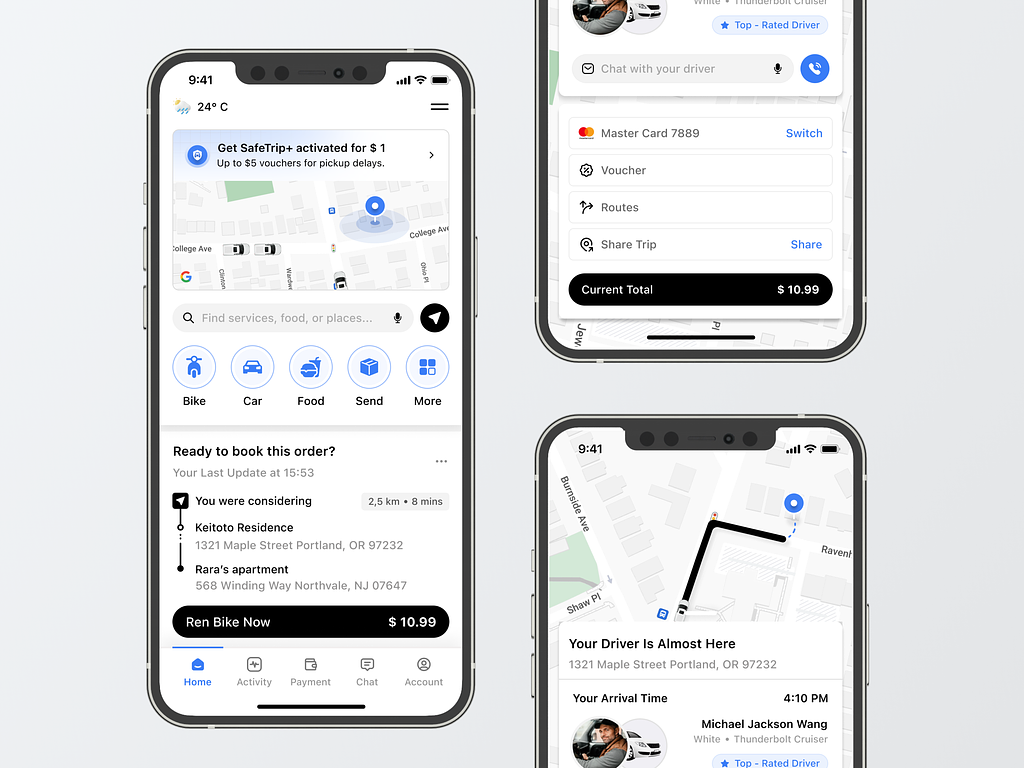 9:41
24° C
Get SafeTrip+ activated for $ 1
Up to $5 vouchers for pickup delays.
College Ave
College Ave
Clinton
Wardw
Ohio Pl
Find services, food, or places...
Bike
Car
Food
Send
More
Ready to book this order?
Your Last Update at 15:53
You were considering
2,5 km • 8 mins
Keitoto Residence
1321 Maple Street Portland, OR 97232
Rara's apartment
568 Winding Way Northvale, NJ 07647
Ren Bike Now
$ 10.99
Home
Activity
Payment
Chat
Account
White • Thunderbolt Cruiser
Top - Rated Driver
Chat with your driver
Master Card 7889
Switch
Voucher
Routes
Share Trip
Share
Current Total
$ 10.99
Jew
Pl
9:41
Burnside Ave
Ravenh
Shaw Pl
Your Driver Is Almost Here
1321 Maple Street Portland, OR 97232
Your Arrival Time
4:10 PM
Michael Jackson Wang
White • Thunderbolt Cruiser
Top - Rated Driver